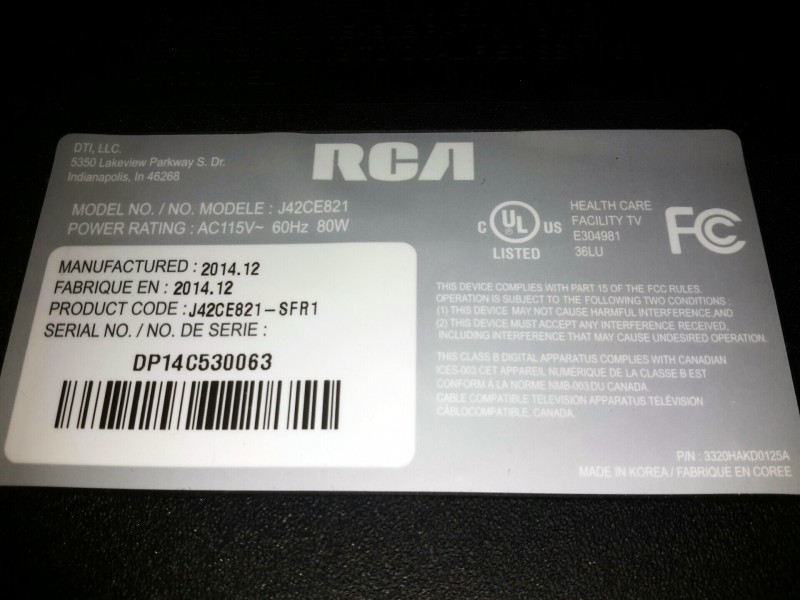 DTI, LLC.
5350 Lakeview Parkway S. Dr.
Indianapolis, In 46268
RCA
MODEL NO. / NO. MODELE : J42CE821
POWER RATING : AC115V~ 60Hz 80W
C UL US
LISTED
HEALTH CARE
FACILITY TV
E304981
36LU
FC
MANUFACTURED : 2014.12
FABRIQUE EN : 2014.12
PRODUCT CODE : J42CE821-SFR1
SERIAL NO. / NO. DE SERIE :
DP14C530063
THIS DEVICE COMPLIES WITH PART 15 OF THE FCC RULES.
OPERATION IS SUBJECT TO THE FOLLOWING TWO CONDITIONS :
(1) THIS DEVICE MAY NOT CAUSE HARMFUL INTERFERENCE,AND
(2) THIS DEVICE MUST ACCEPT ANY INTERFERENCE RECEIVED,
INCLUDING INTERFERENCE THAT MAY CAUSE UNDESIRED OPERATION.
THIS CLASS B DIGITAL APPARATUS COMPLIES WITH CANADIAN
ICES-003 CET APPAREIL NUMÉRIQUE DE LA CLASSE B EST
CONFORM À LA NORME NMB-003 DU CANADA.
CABLE COMPATIBLE TELEVISION APPARATUS TÉLÉVISION
CÂBLOCOMPATIBLE, CANADA.
P/N : 3320HAKD0125A
MADE IN KOREA / FABRIQUE EN COREE